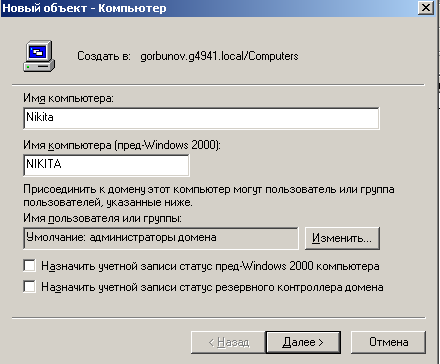 Новый объект - Компьютер
Создать в: gorbunov.g4941.local/Computers
Имя компьютера:
Nikita
Имя компьютера (пред-Windows 2000):
NIKITA
Присоединить к домену этот компьютер могут пользователь или группа
пользователей, указанные ниже.
Имя пользователя или группы:
Умолчание: администраторы домена
Изменить...
Назначить учетной записи статус пред-Windows 2000 компьютера
Назначить учетной записи статус резервного контроллера домена
< Назад
Далее >
Отмена